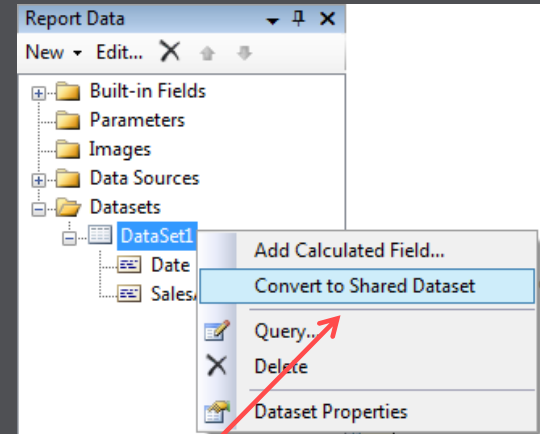 Report Data
New Edit...
Built-in Fields
Parameters
Images
Data Sources
Datasets
DataSet1
Date
Add Calculated Field...
Convert to Shared Dataset
Query...
Delete
Dataset Properties